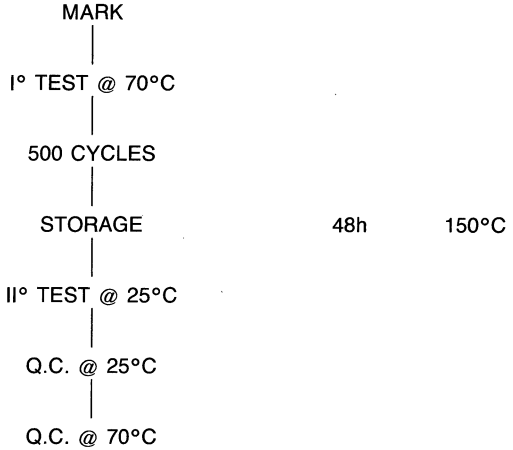 MARK
I° TEST @ 70°C
500 CYCLES
STORAGE 48h 150°C
II° TEST @ 25°C
Q.C. @ 25°C
Q.C. @ 70°C